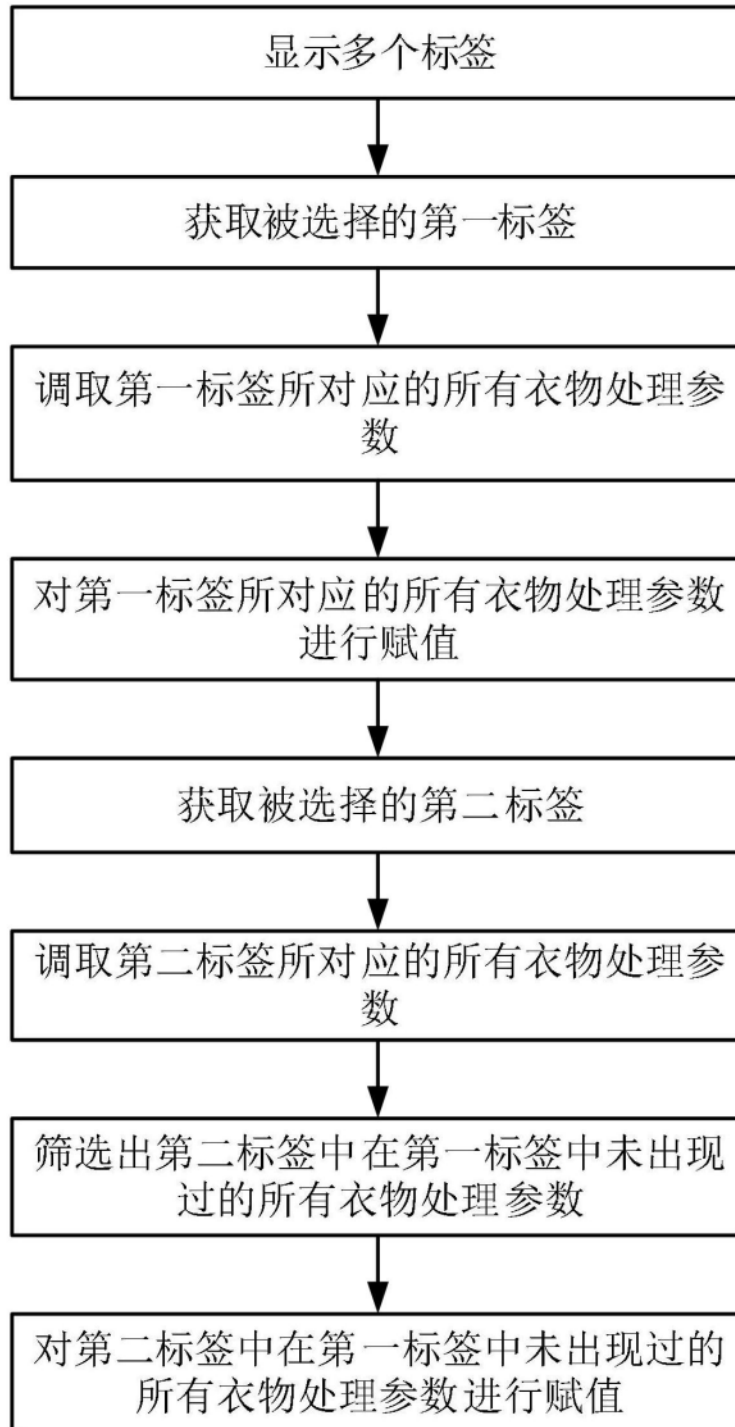 显示多个标签
获取被选择的第一标签
调取第一标签所对应的所有衣物处理参
数
对第一标签所对应的所有衣物处理参数
进行赋值
获取被选择的第二标签
调取第二标签所对应的所有衣物处理参
数
筛选出第二标签中在第一标签中未出现
过的所有衣物处理参数
对第二标签中在第一标签中未出现过的
所有衣物处理参数进行赋值